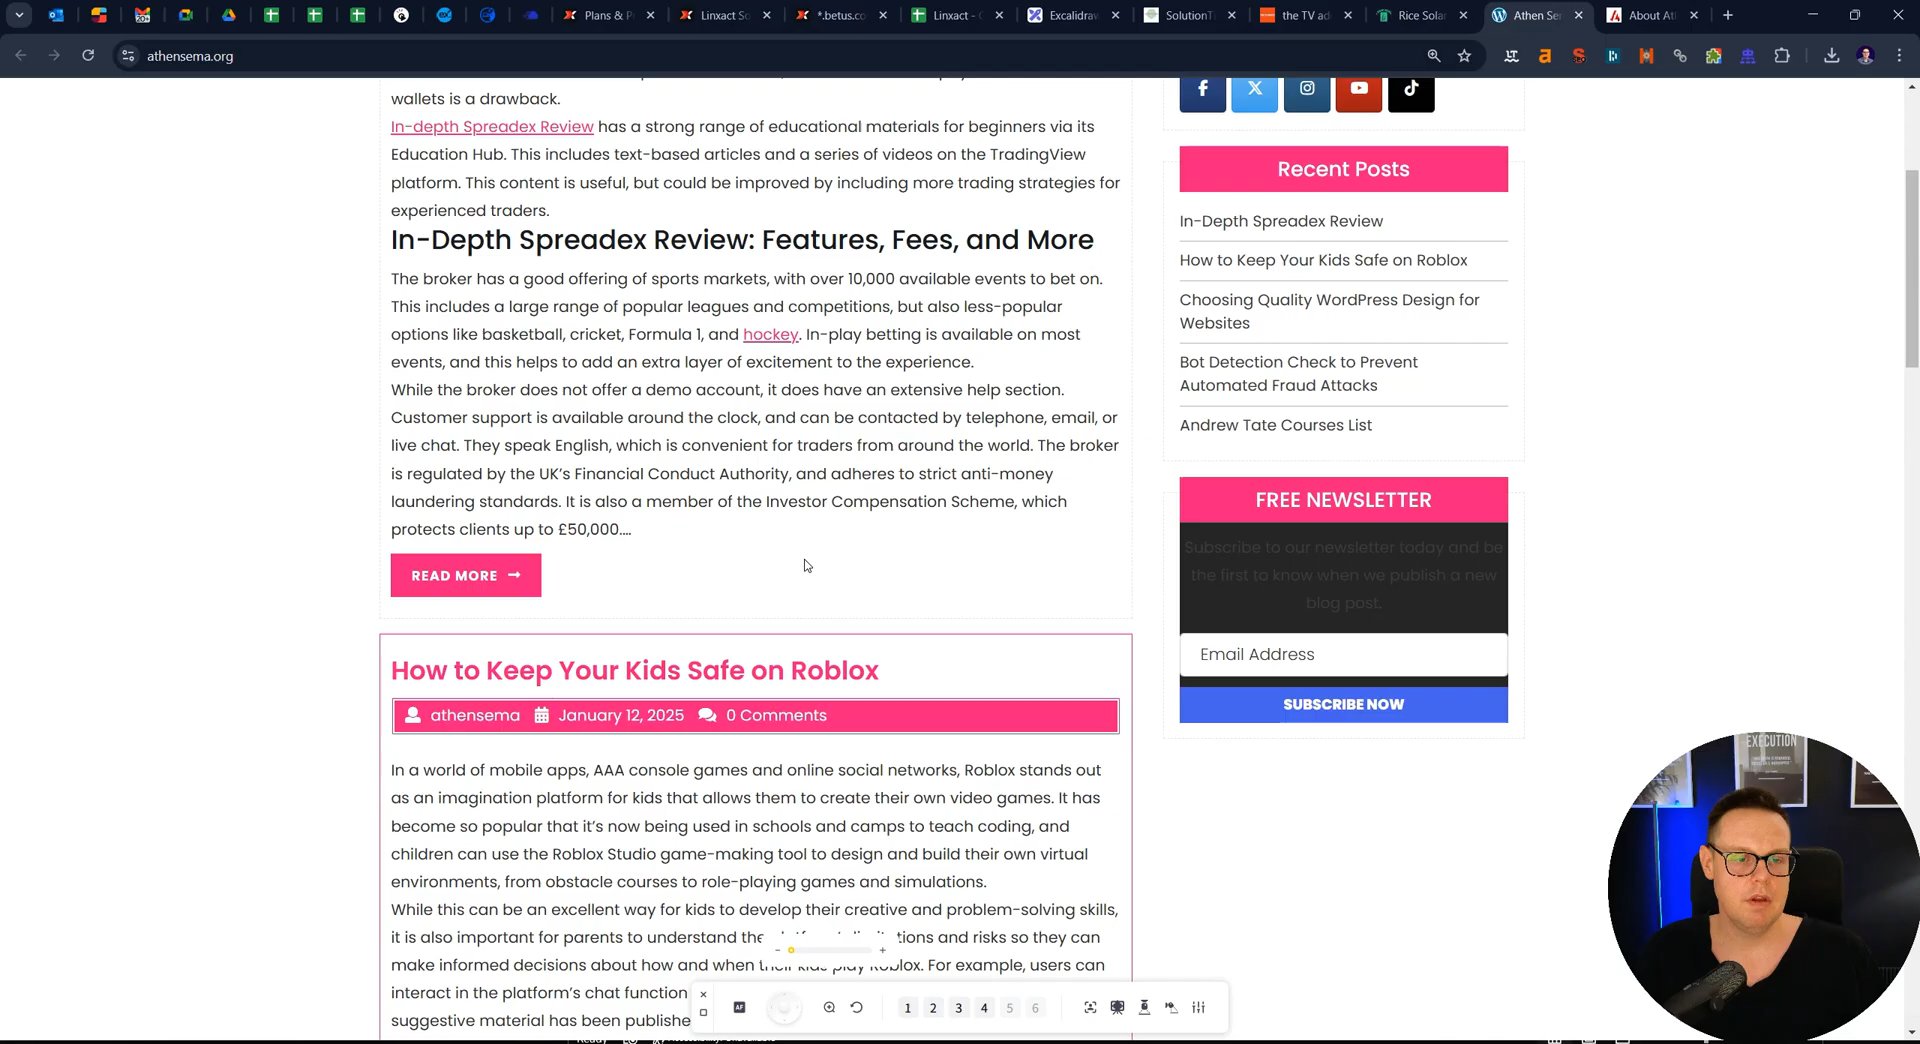 Plans & P
Linxact So
*.betus.co
Linxact - C
Excalidraw
SolutionT
the TV ad
Rice Sola
Athen Se
About At
athensema.org
wallets is a drawback.
In-depth Spreadex Review has a strong range of educational materials for beginners via its
Education Hub. This includes text-based articles and a series of videos on the TradingView
platform. This content is useful, but could be improved by including more trading strategies for
experienced traders.
In-Depth Spreadex Review: Features, Fees, and More
The broker has a good offering of sports markets, with over 10,000 available events to bet on.
This includes a large range of popular leagues and competitions, but also less-popular
options like basketball, cricket, Formula 1, and hockey. In-play betting is available on most
events, and this helps to add an extra layer of excitement to the experience.
While the broker does not offer a demo account, it does have an extensive help section.
Customer support is available around the clock, and can be contacted by telephone, email, or
live chat. They speak English, which is convenient for traders from around the world. The broker
is regulated by the UK’s Financial Conduct Authority, and adheres to strict anti-money
laundering standards. It is also a member of the Investor Compensation Scheme, which
protects clients up to £50,000....
READ MORE
How to Keep Your Kids Safe on Roblox
athensema January 12, 2025 0 Comments
In a world of mobile apps, AAA console games and online social networks, Roblox stands out
as an imagination platform for kids that allows them to create their own video games. It has
become so popular that it’s now being used in schools and camps to teach coding, and
children can use the Roblox Studio game-making tool to design and build their own virtual
environments, from obstacle courses to role-playing games and simulations.
While this can be an excellent way for kids to develop their creative and problem-solving skills,
it is also important for parents to understand the tions and risks so they can
make informed decisions about how and when their kids play Roblox. For example, users can
interact in the platform’s chat function
suggestive material has been publishe
Recent Posts
In-Depth Spreadex Review
How to Keep Your Kids Safe on Roblox
Choosing Quality WordPress Design for
Websites
Bot Detection Check to Prevent
Automated Fraud Attacks
Andrew Tate Courses List
FREE NEWSLETTER
Subscribe to our newsletter today and be
the first to know when we publish a new
blog post.
Email Address
SUBSCRIBE NOW
EXECUTION
AF 1 2 3 4 5 6